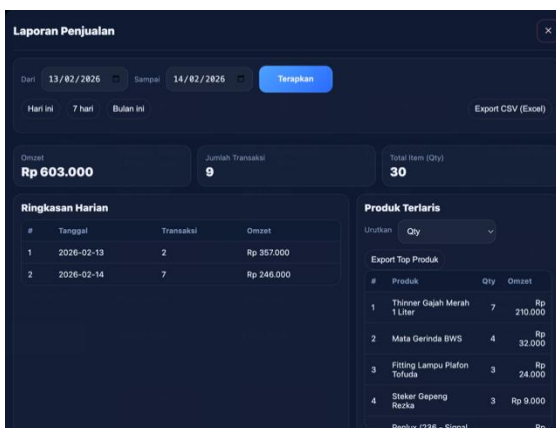 Laporan Penjualan
×
Dari 13/02/2026 Sampai 14/02/2026 Terapkan
Hari ini 7 hari Bulan ini Export CSV (Excel)
Omzet
Rp 603.000
Jumlah Transaksi
9
Total item (Qty)
30
Ringkasan Harian
# Tanggal Transaksi Omzet
1 2026-02-13 2 Rp 357.000
2 2026-02-14 7 Rp 246.000
Produk Terlaris
Urutkan Qty
Export Top Produk
# Produk Qty Omzet
1 Thinner Gajah Merah 7 Rp
1 Liter 210.000
2 Mata Gerinda BWS 4 Rp
32.000
3 Fitting Lampu Plafon 3 Rp
Tofuda 24.000
4 Steker Gepeng 3 Rp 9.000
Rezka
Signal Rp